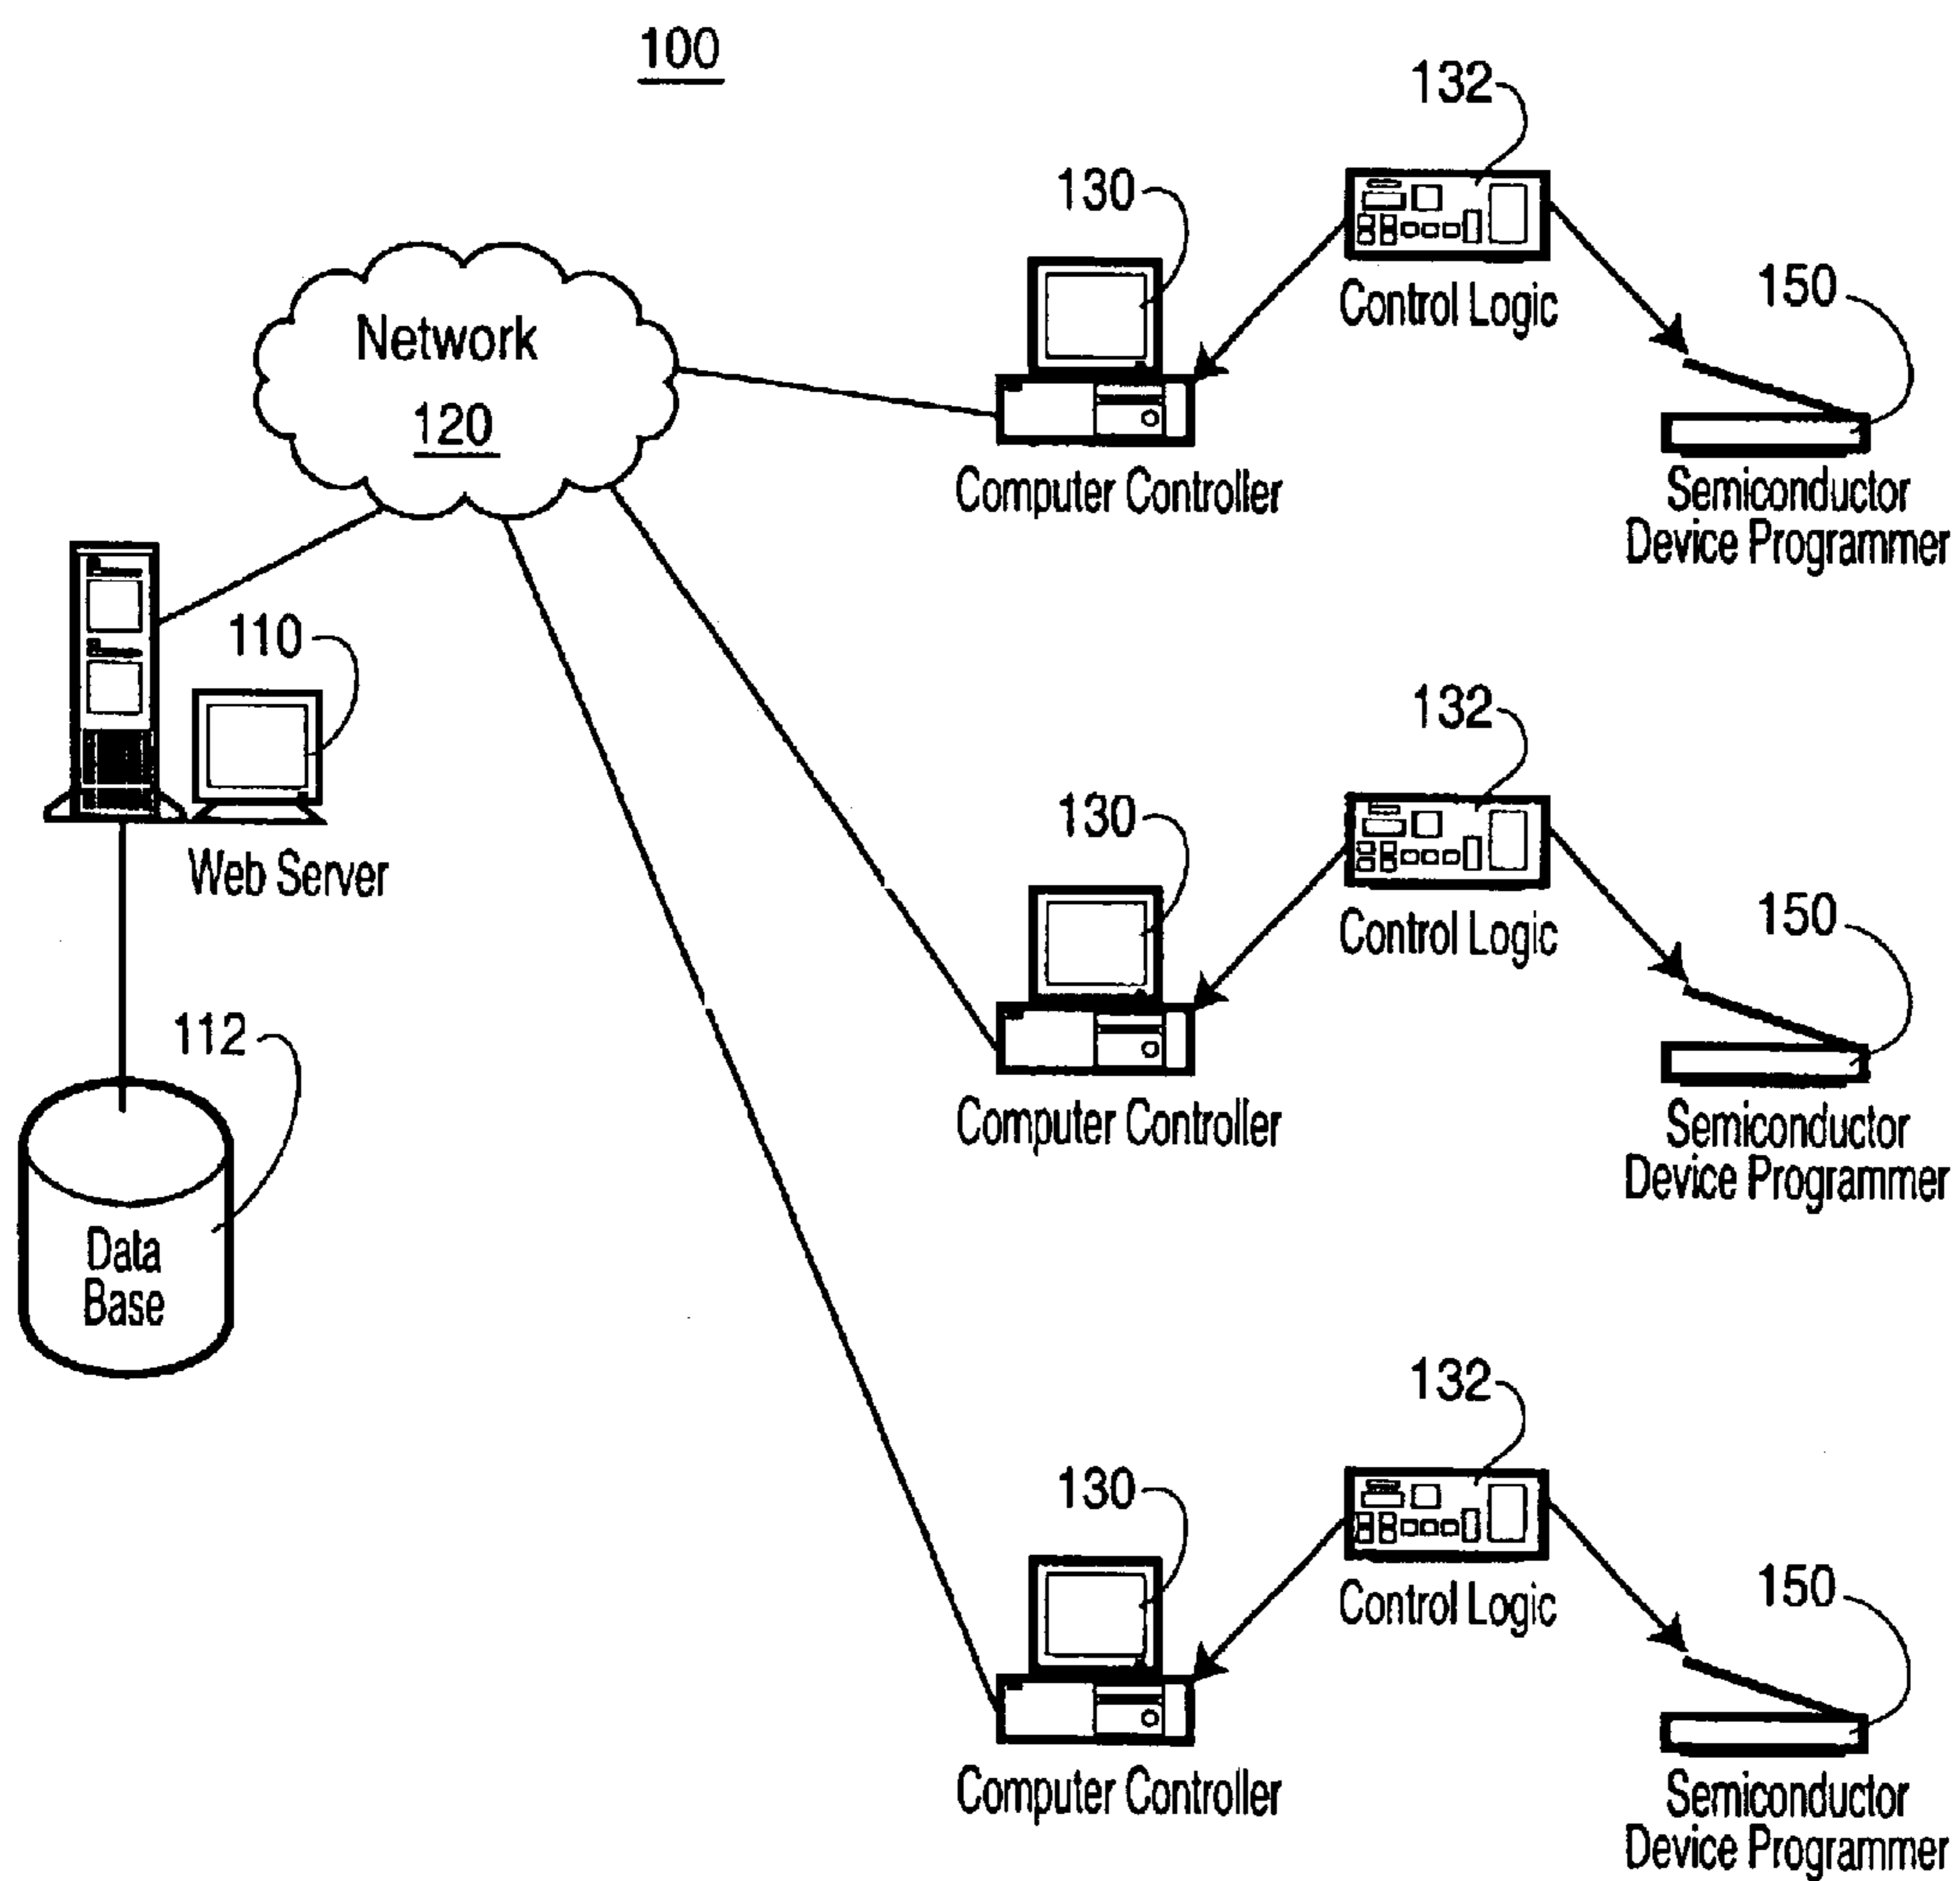 100
132
130
150
Control Logic
Network
120
Computer Controller
Semiconductor
Device Programmer
110
132
130
Web Server
150
Control Logic
112
Computer Controller
Semiconductor
Device Programmer
Data
Base
132
130
150
Control Logic
Computer Controller
Semiconductor
Device Programmer